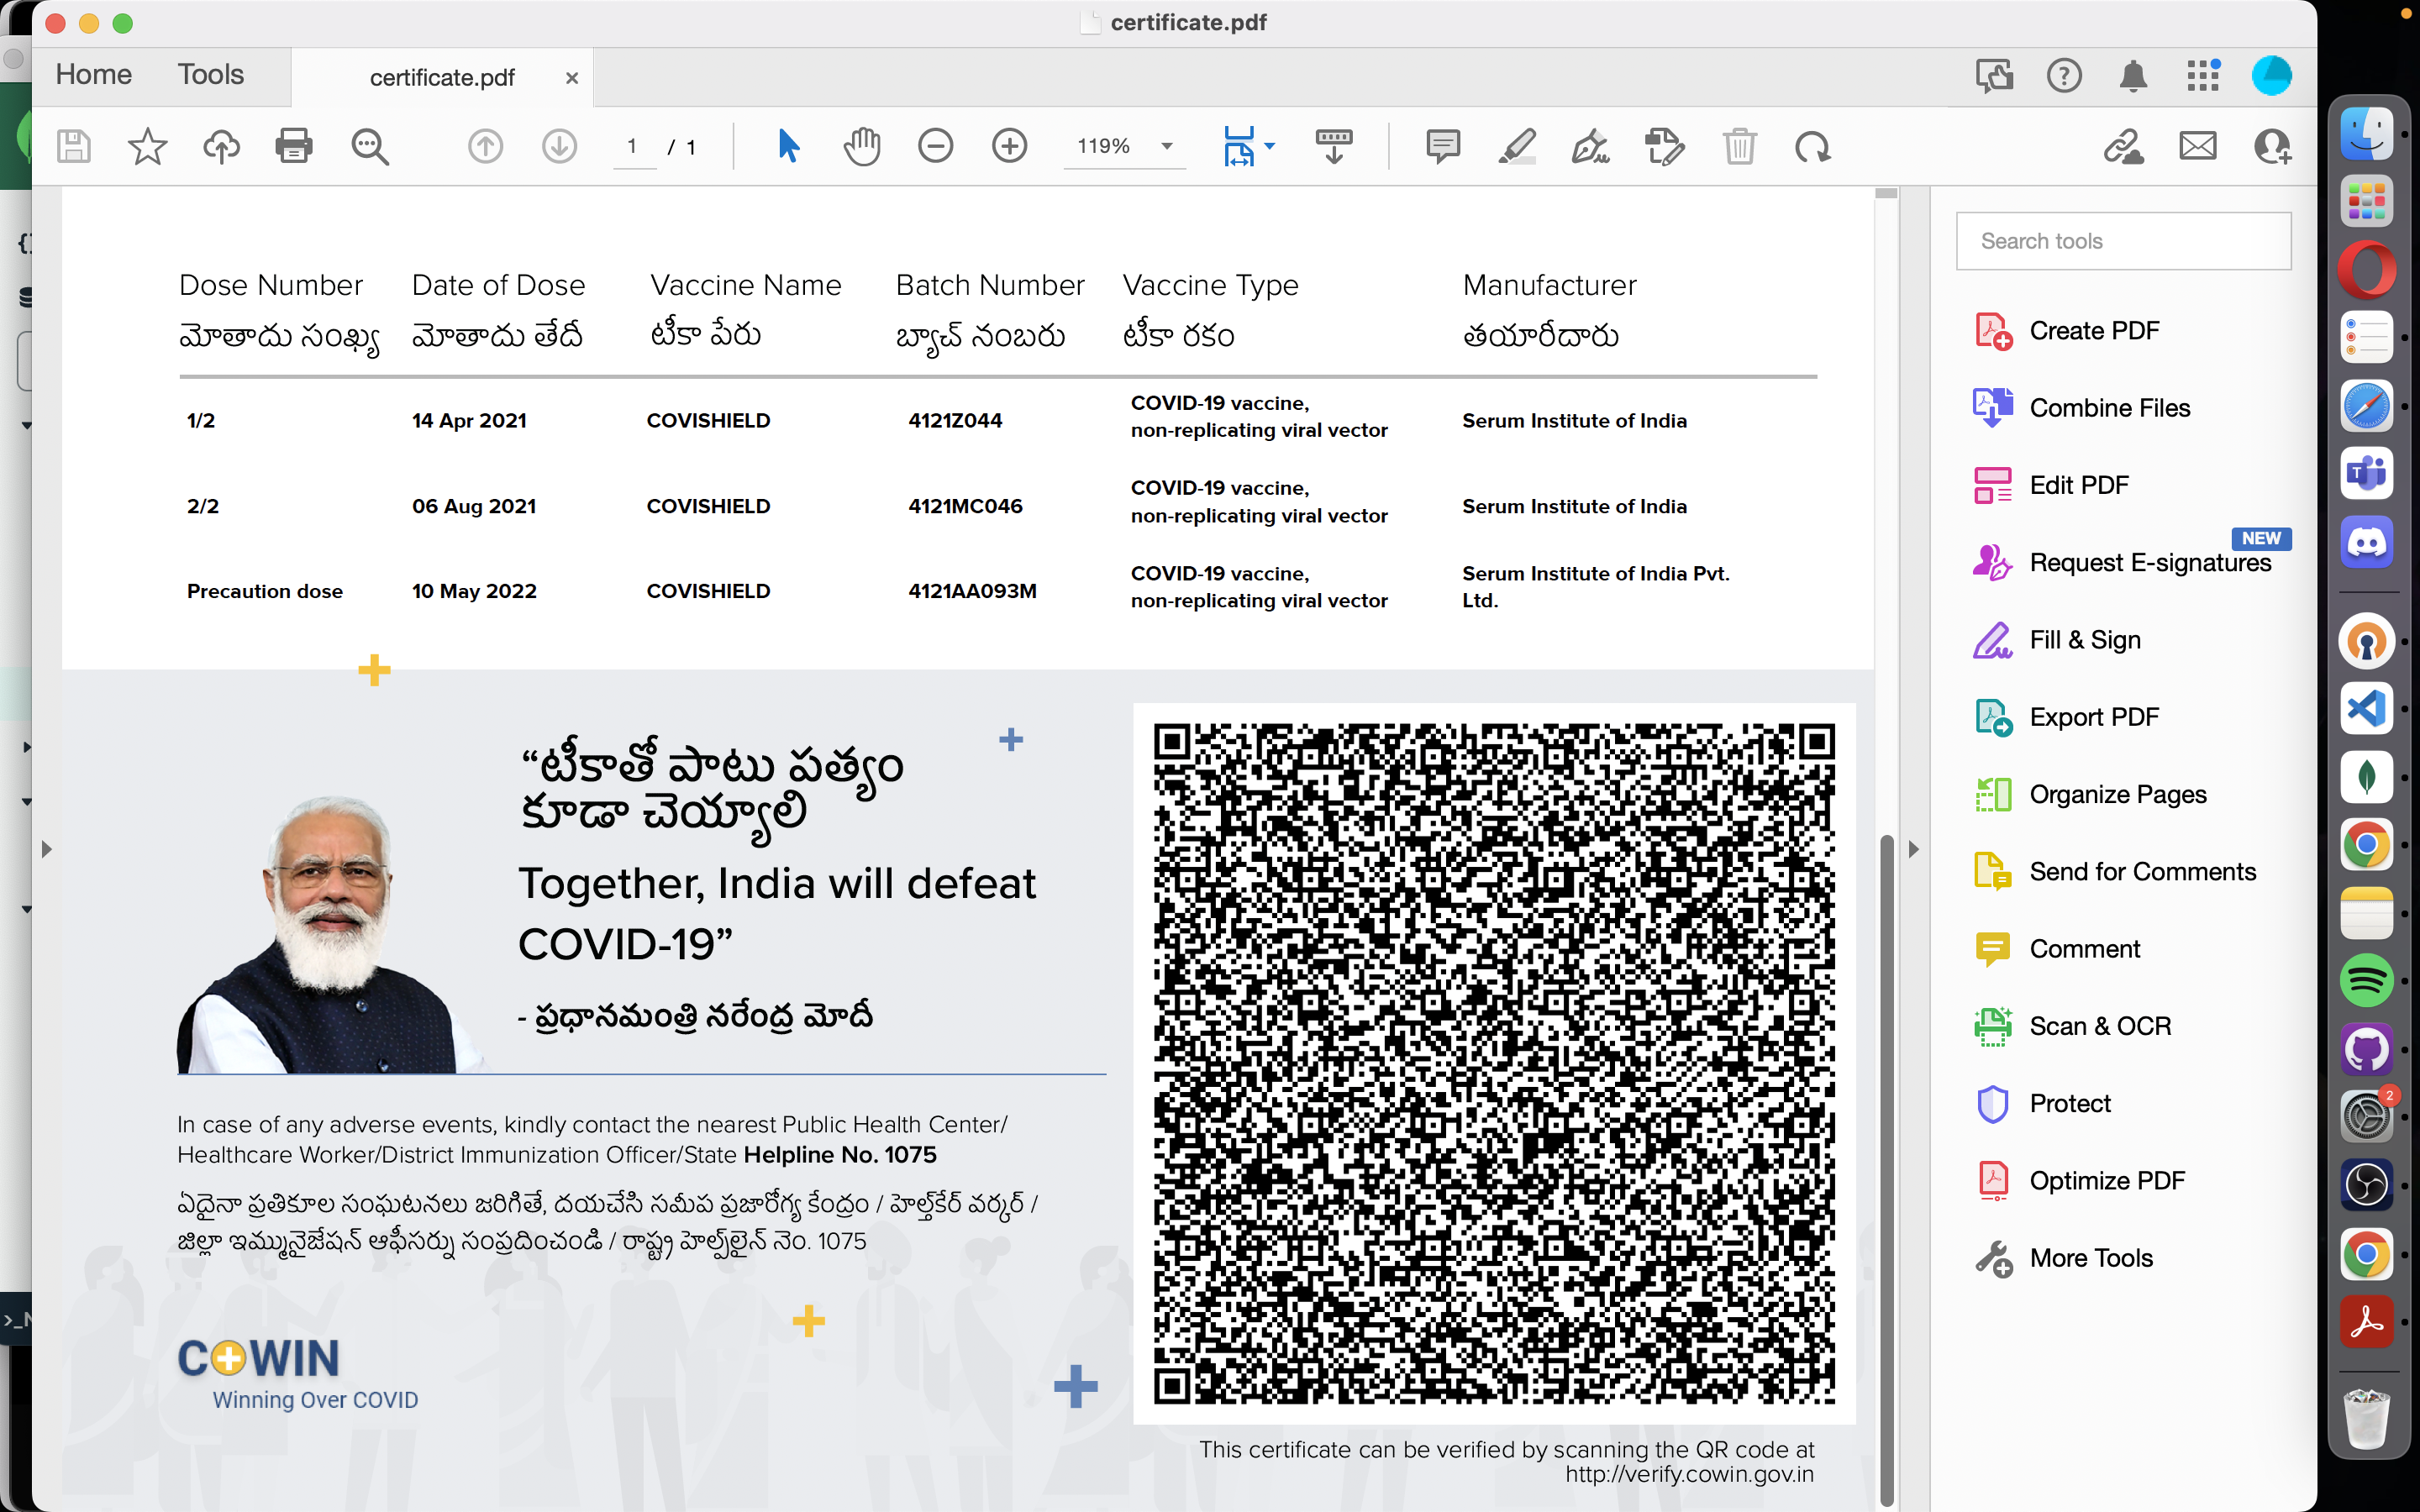 certificate.pdf
Home
Tools
certificate.pdf
1 / 1
119%
Search tools
Create PDF
Combine Files
Edit PDF
NEW
Request E-signatures
Fill & Sign
Export PDF
Organize Pages
Send for Comments
Comment
Scan & OCR
Protect
Optimize PDF
More Tools
2
Dose Number Date of Dose Vaccine Name Batch Number Vaccine Type Manufacturer
మోతాదు సంఖ్య మోతాదు తేదీ టీకా పేరు బ్యాచ్ నంబరు టీకా రకం తయారీదారు
1/2 14 Apr 2021 COVISHIELD 4121Z044 COVID-19 vaccine, non-replicating viral vector Serum Institute of India
2/2 06 Aug 2021 COVISHIELD 4121MC046 COVID-19 vaccine, non-replicating viral vector Serum Institute of India
Precaution dose 10 May 2022 COVISHIELD 4121AA093M COVID-19 vaccine, non-replicating viral vector Serum Institute of India Pvt. Ltd.
“టీకాతో పాటు పత్యం
కూడా చెయ్యాలి
Together, India will defeat
COVID-19”
- ప్రధానమంత్రి నరేంద్ర మోదీ
In case of any adverse events, kindly contact the nearest Public Health Center/
Healthcare Worker/District Immunization Officer/State Helpline No. 1075
ఏదైనా ప్రతికూల సంఘటనలు జరిగితే, దయచేసి సమీప ప్రజారోగ్య కేంద్రం / హెల్త్‌కేర్ వర్కర్ /
జిల్లా ఇమ్మునైజేషన్ ఆఫీసర్ను సంప్రదించండి / రాష్ట్ర హెల్ప్‌లైన్ నెం. 1075
COWIN
Winning Over COVID
This certificate can be verified by scanning the QR code at
http://verify.cowin.gov.in